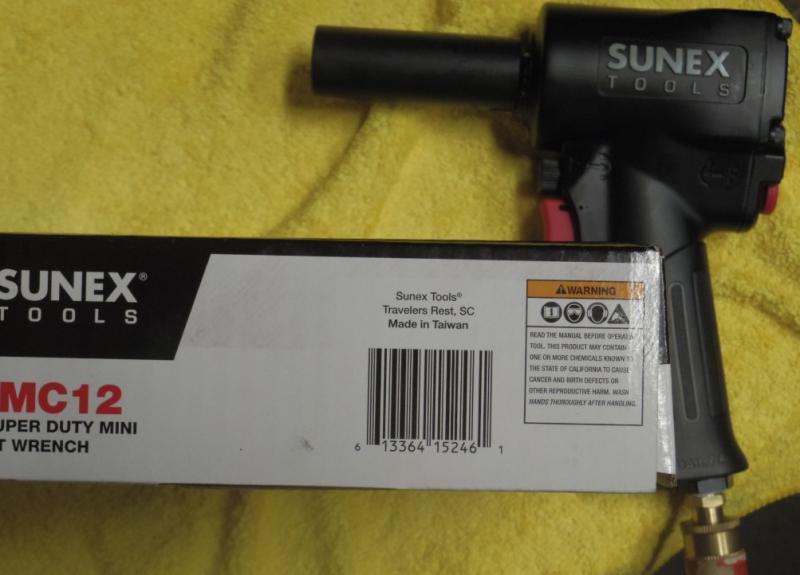 SUNEX
TOOLS
SUNEX®
TOOLS
Sunex Tools®
Travelers Rest, SC
Made in Taiwan
WARNING
READ THE MANUAL BEFORE
TOOL. THIS PRODUCT MAY CONTAIN
ONE OR MORE CHEMICALS KNOWN TO
THE STATE OF CALIFORNIA TO CAUSE
CANCER AND BIRTH DEFECTS OR
OTHER REPRODUCTIVE HARM. WASH
HANDS THOROUGHLY AFTER HANDLING.
MC12
UPER DUTY MINI
T WRENCH
6 13364 15246 1